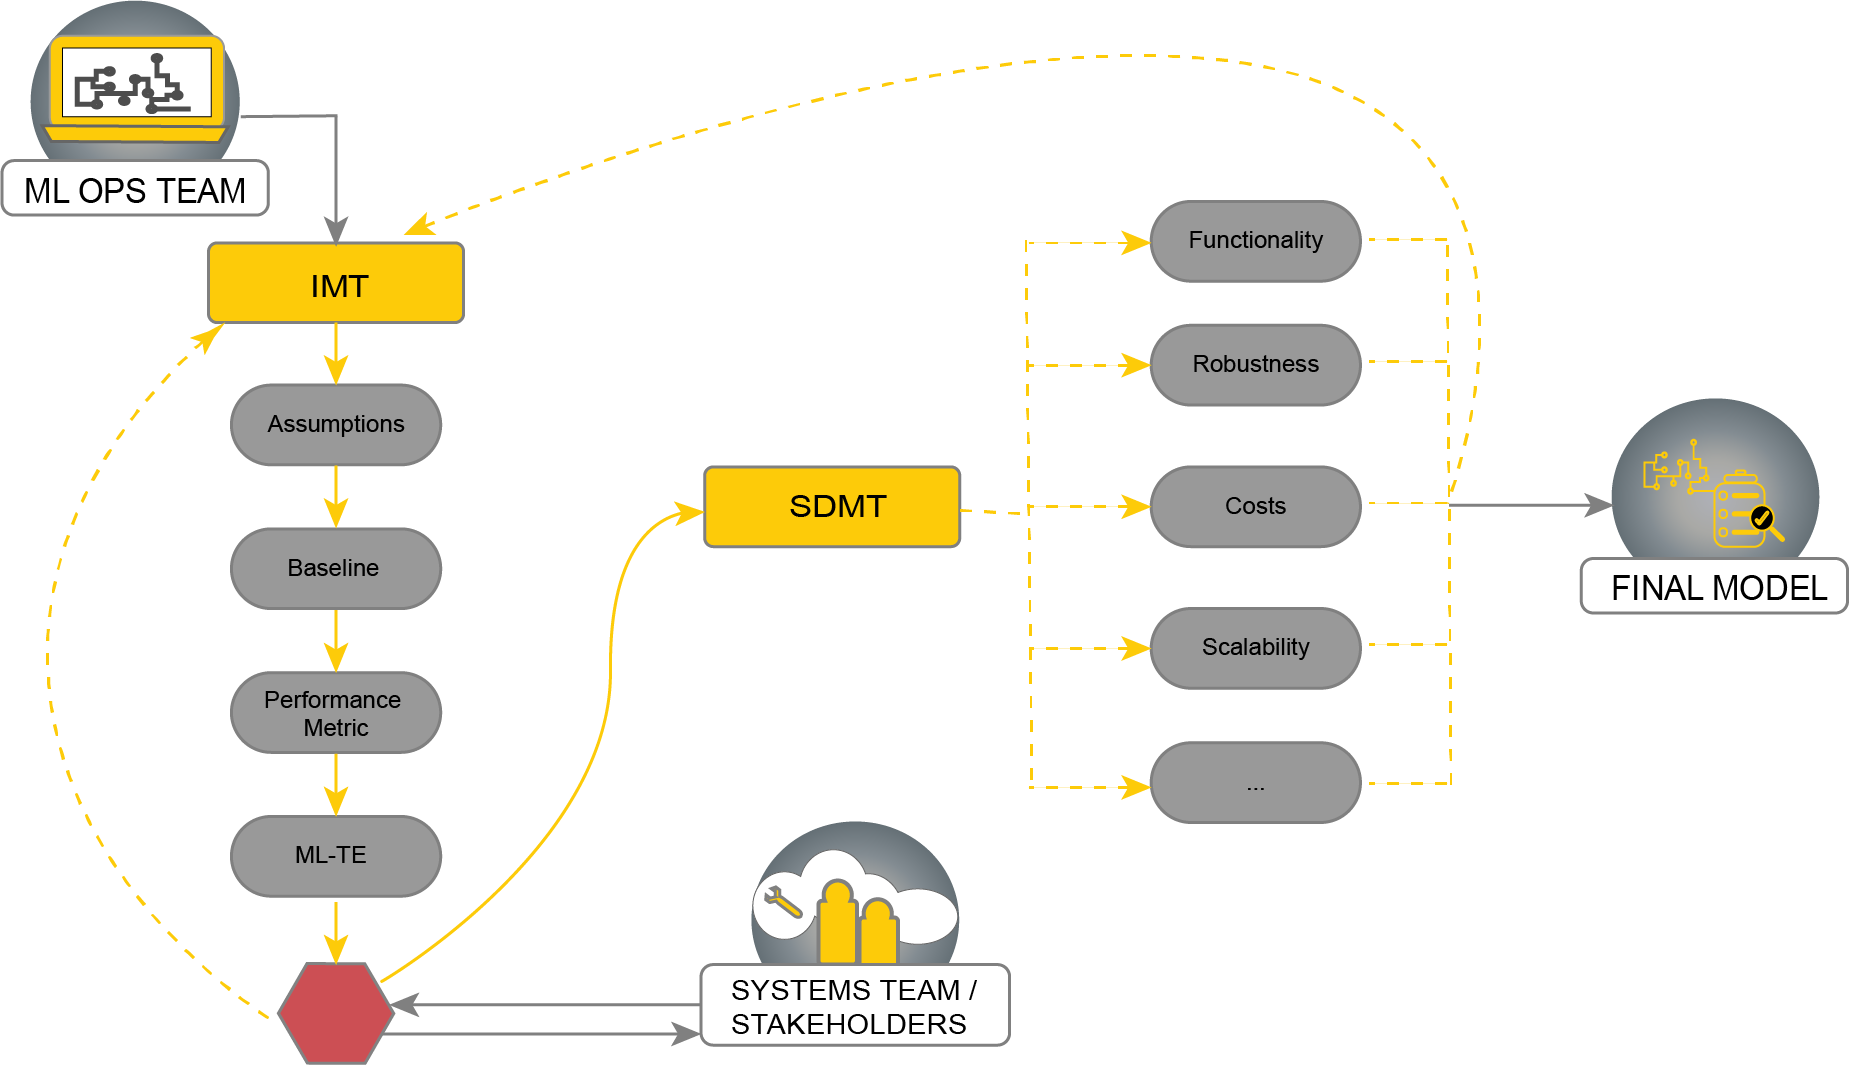 ML OPS TEAM
IMT
Assumptions
Baseline
Performance
Metric
ML-TE
SDMT
SYSTEMS TEAM /
STAKEHOLDERS
Functionality
Robustness
Costs
Scalability
...
FINAL MODEL